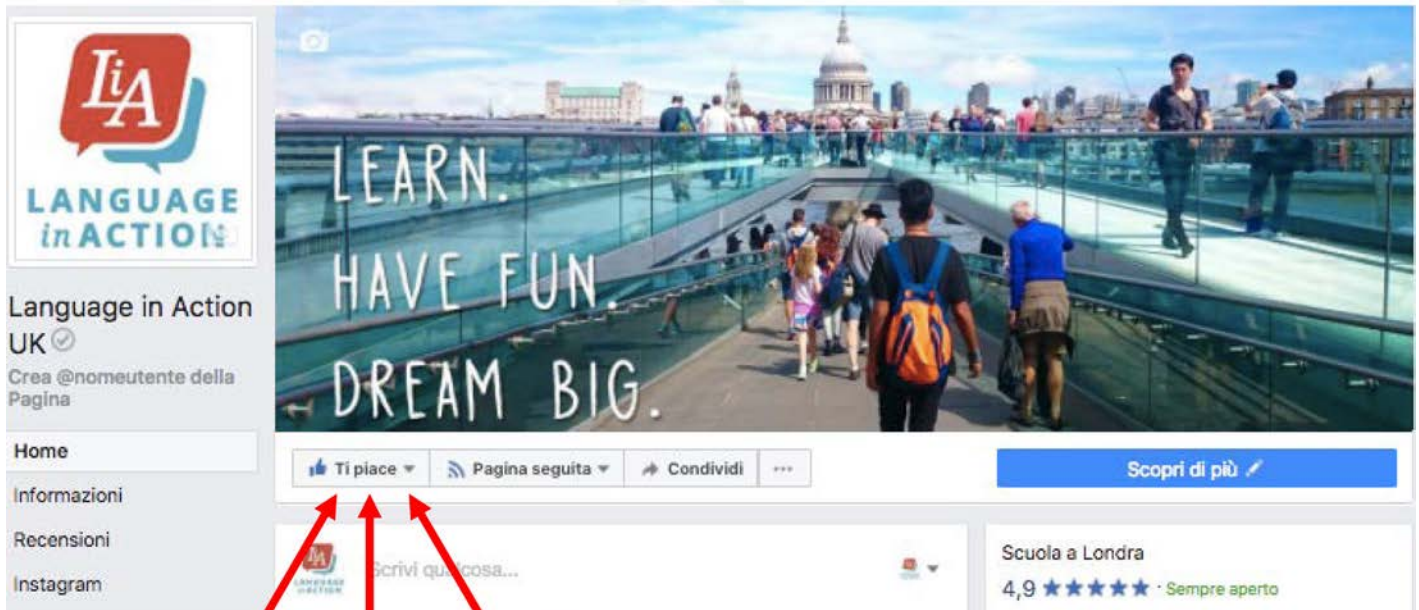 LiA
LANGUAGE
in ACTION
Language in Action
UK
Crea @nomeutente della
Pagina
Home
Informazioni
Recensioni
Instagram
LEARN.
HAVE FUN.
DREAM BIG.
Ti piace
Pagina seguita
Condividi
Scopri di più
LiA
Scrivi qualcosa...
Scuola a Londra
4,9 ★★★★★ · Sempre aperto